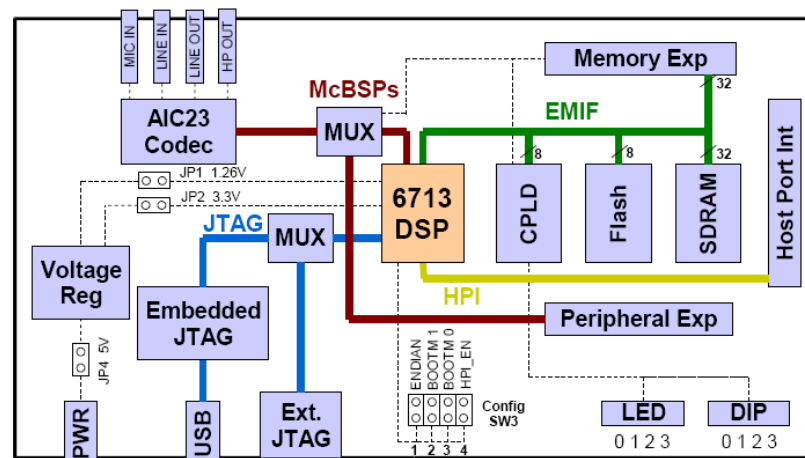 MIC IN
LINE IN
LINE OUT
HP OUT
AIC23
Codec
McBSPs
MUX
Memory Exp
32
EMIF
8
8
32
JP1 1.26V
JP2 3.3V
6713
DSP
CPLD
Flash
SDRAM
Host Port Int
JTAG
MUX
Voltage
Reg
HPI
Embedded
JTAG
Peripheral Exp
JP4 5V
ENDIAN
BOOTM 1
BOOTM 0
HPI_EN
Config
SW3
1 2 3 4
PWR
USB
Ext.
JTAG
LED
DIP
0 1 2 3
0 1 2 3